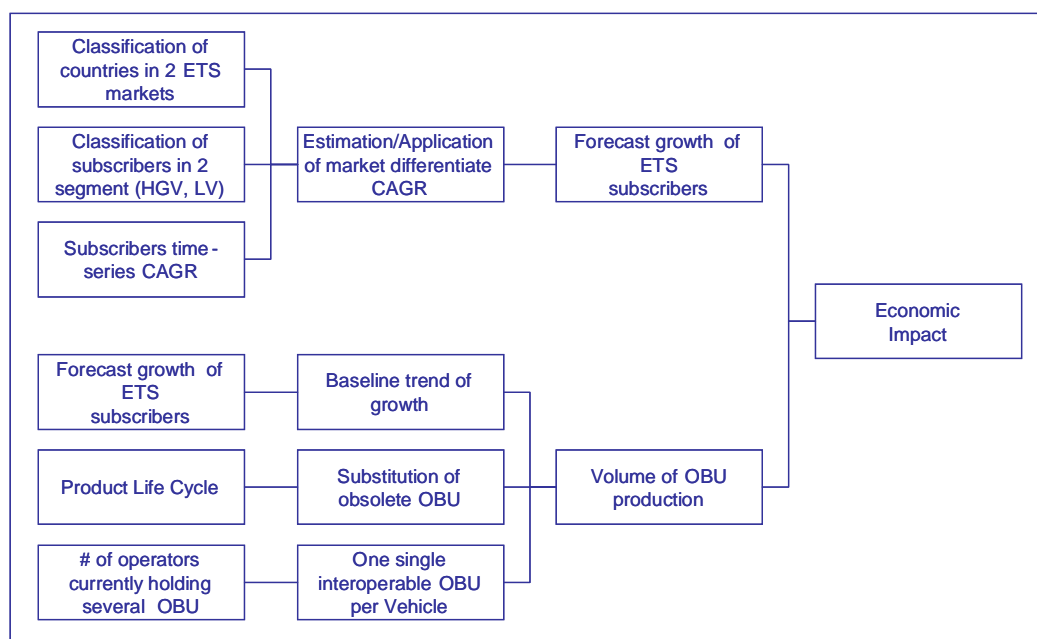 Classification of
countries in 2 ETS
markets
Classification of
subscribers in 2
segment (HGV, LV)
Subscribers time -
series CAGR
Estimation/Application
of market differentiate
CAGR
Forecast growth of
ETS
subscribers
Economic
Impact
Forecast growth of
ETS
subscribers
Baseline trend of
growth
Product Life Cycle
Substitution of
obsolete OBU
Volume of OBU
production
# of operators
currently holding
several OBU
One single
interoperable OBU
per Vehicle